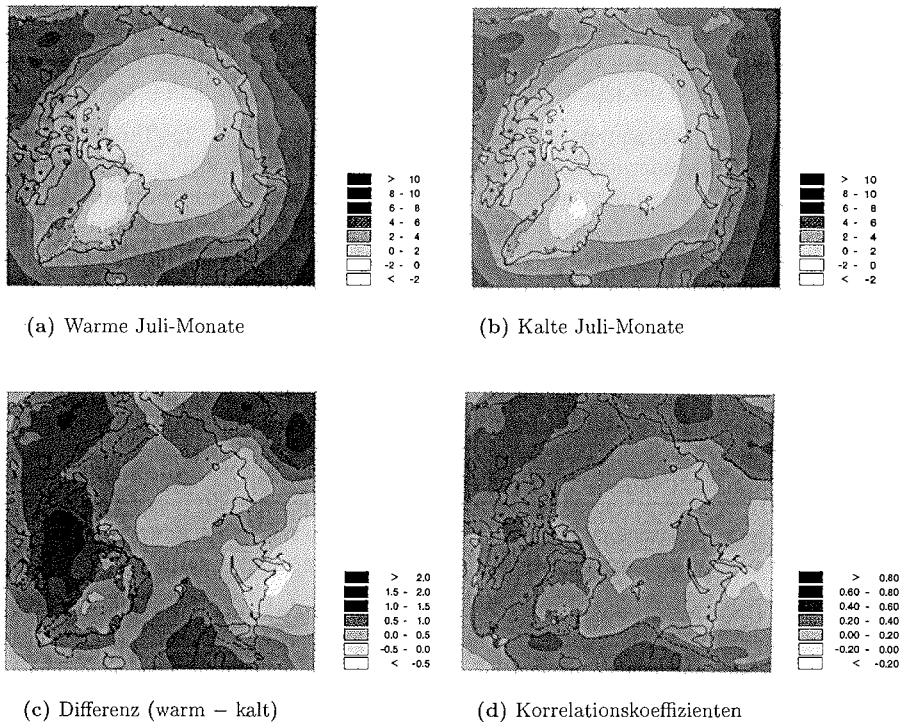 > 10
8 - 10
6 - 8
4 - 6
2 - 4
0 - 2
-2 - 0
< -2
(a) Warme Juli-Monate
> 10
8 - 10
6 - 8
4 - 6
2 - 4
0 - 2
-2 - 0
< -2
(b) Kalte Juli-Monate
> 2.0
1.5 - 2.0
1.0 - 1.5
0.5 - 1.0
0.0 - 0.5
-0.5 - 0.0
< -0.5
(c) Differenz (warm – kalt)
> 0.80
0.60 - 0.80
0.40 - 0.60
0.20 - 0.40
0.00 - 0.20
-0.20 - 0.00
< -0.20
(d) Korrelationskoeffizienten